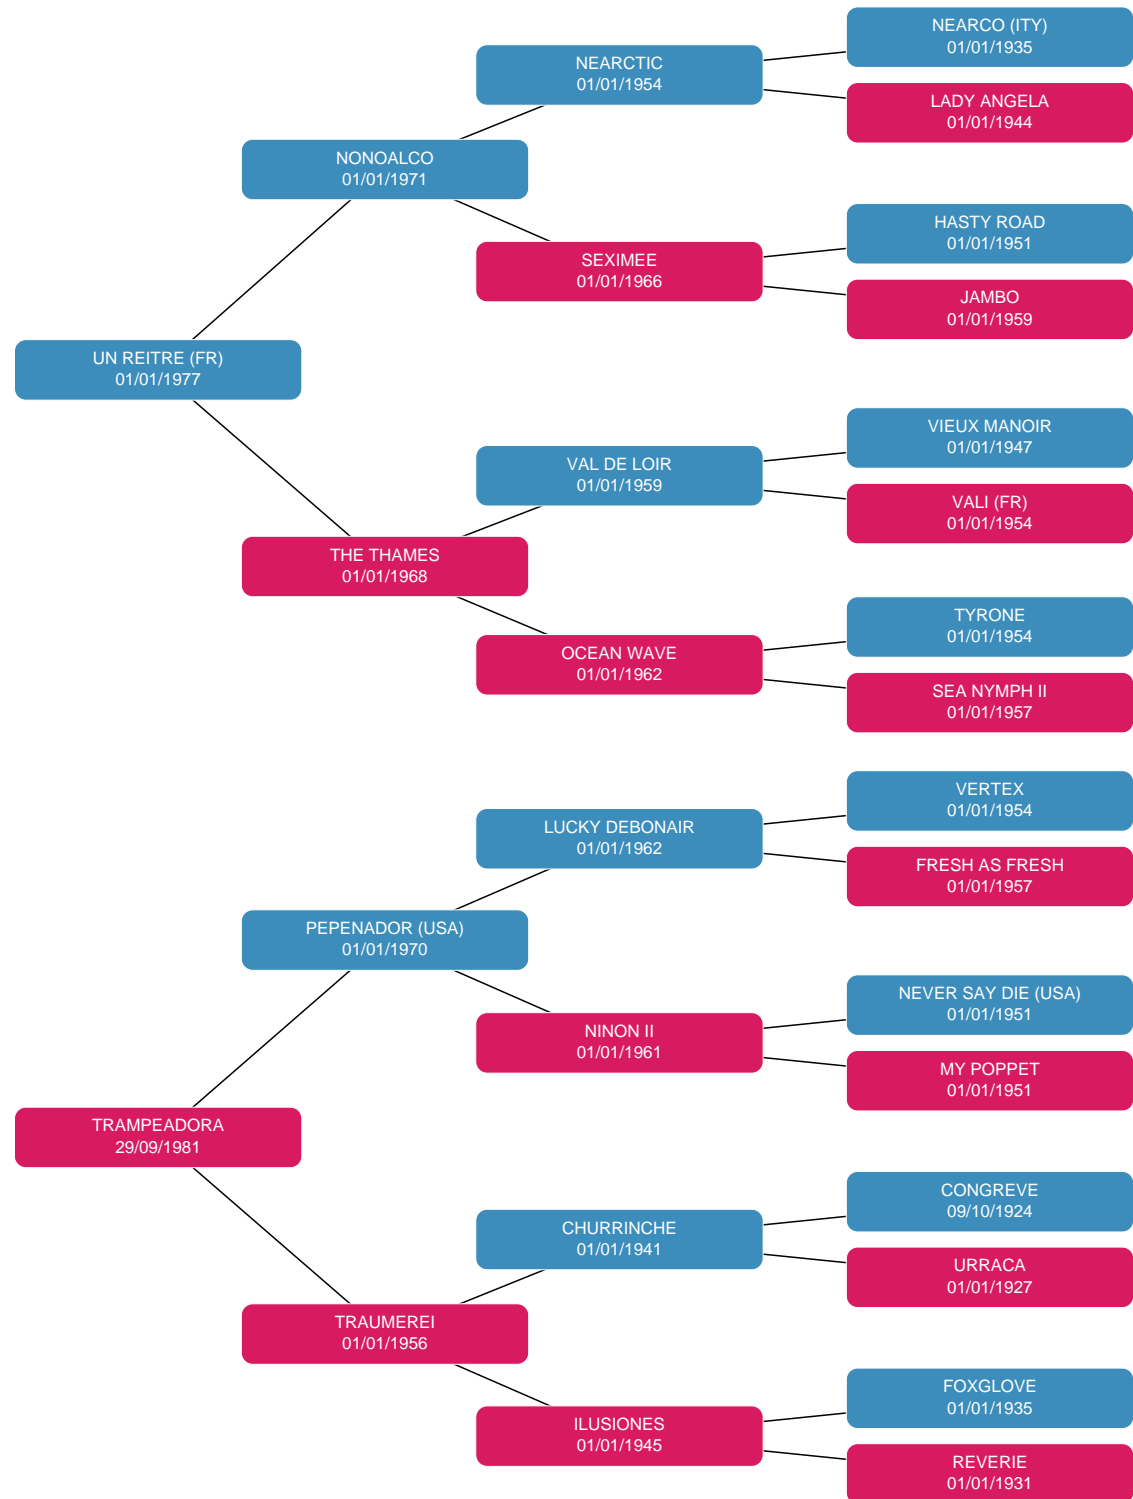 NEARCO (ITY)
01/01/1935
NEARCTIC
01/01/1954
LADY ANGELA
01/01/1944
NONOALCO
01/01/1971
HASTY ROAD
01/01/1951
SEXIMEE
01/01/1966
JAMBO
01/01/1959
UN REITRE (FR)
01/01/1977
VIEUX MANOIR
01/01/1947
VAL DE LOIR
01/01/1959
VALI (FR)
01/01/1954
THE THAMES
01/01/1968
TYRONE
01/01/1954
OCEAN WAVE
01/01/1962
SEA NYMPH II
01/01/1957
VERTEX
01/01/1954
LUCKY DEBONAIR
01/01/1962
FRESH AS FRESH
01/01/1957
PEPENADOR (USA)
01/01/1970
NEVER SAY DIE (USA)
01/01/1951
NINON II
01/01/1961
MY POPPET
01/01/1951
TRAMPEADORA
29/09/1981
CONGREVE
09/10/1924
CHURRINCHE
01/01/1941
URRACA
01/01/1927
TRAUMEREI
01/01/1956
FOXGLOVE
01/01/1935
ILUSIONES
01/01/1945
REVERIE
01/01/1931